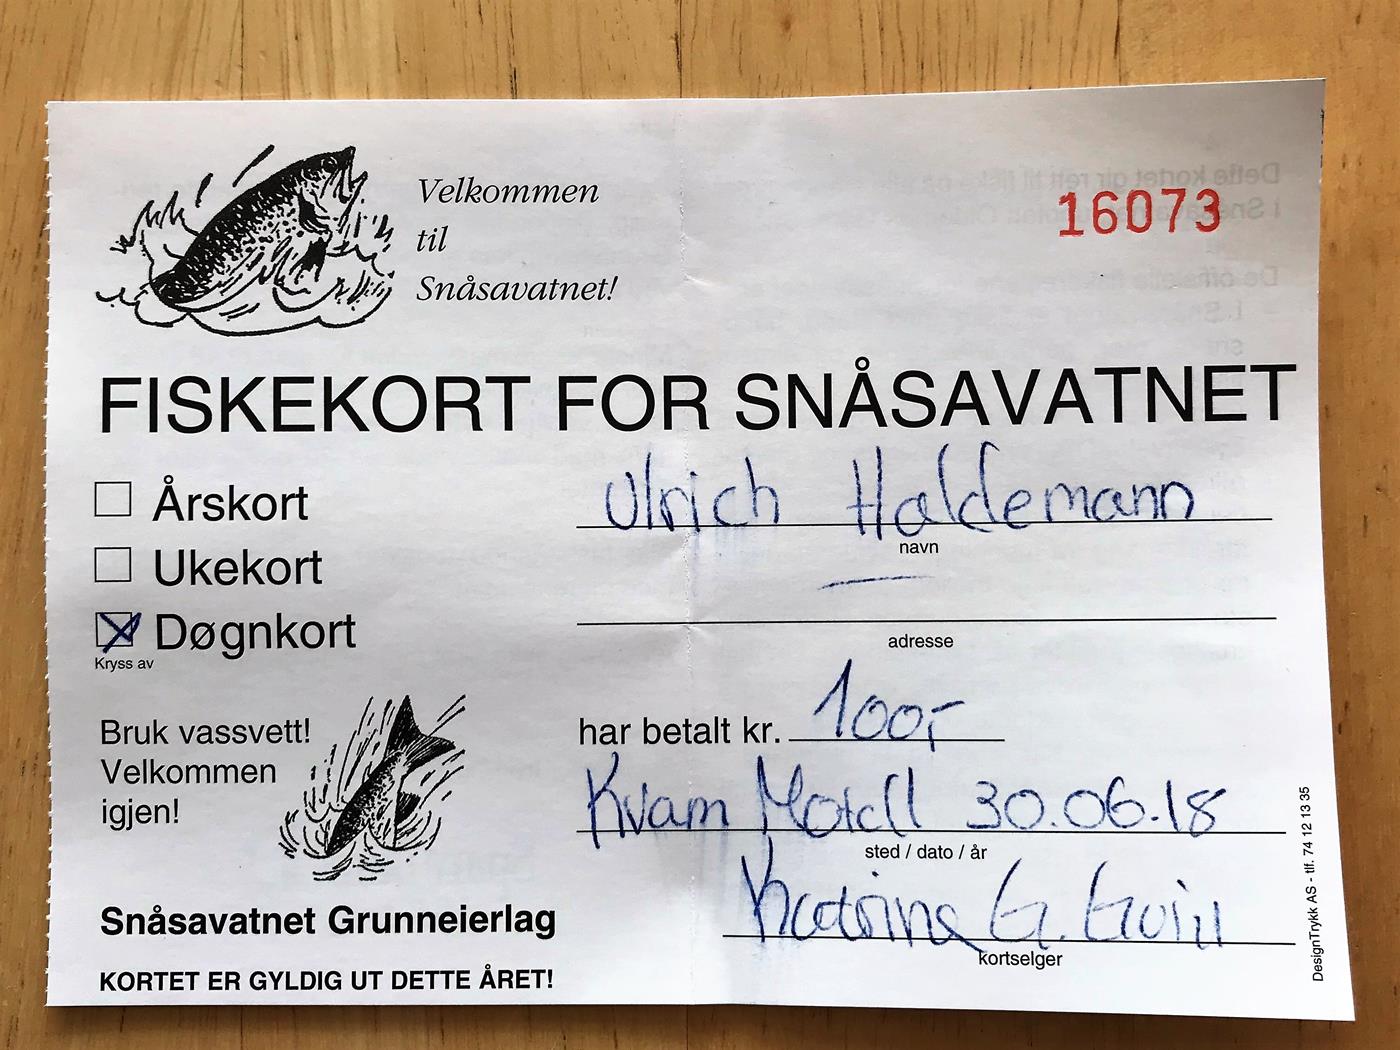 Velkommen
til
Snåsavatnet!
16073
FISKEKORT FOR SNÅSAVATNET
Årskort
Ukekort
Døgnkort
Kryss av
Ulrich Haldemann
navn
adresse
har betalt kr. 100,-
Kvam Motell 30.06.18
sted / dato / år
Katrine G.
kortselger
Bruk vassvett!
Velkommen
igjen!
Snåsavatnet Grunneierlag
KORTET ER GYLDIG UT DETTE ÅRET!
DesignTrykk AS - tlf. 74 12 13 35